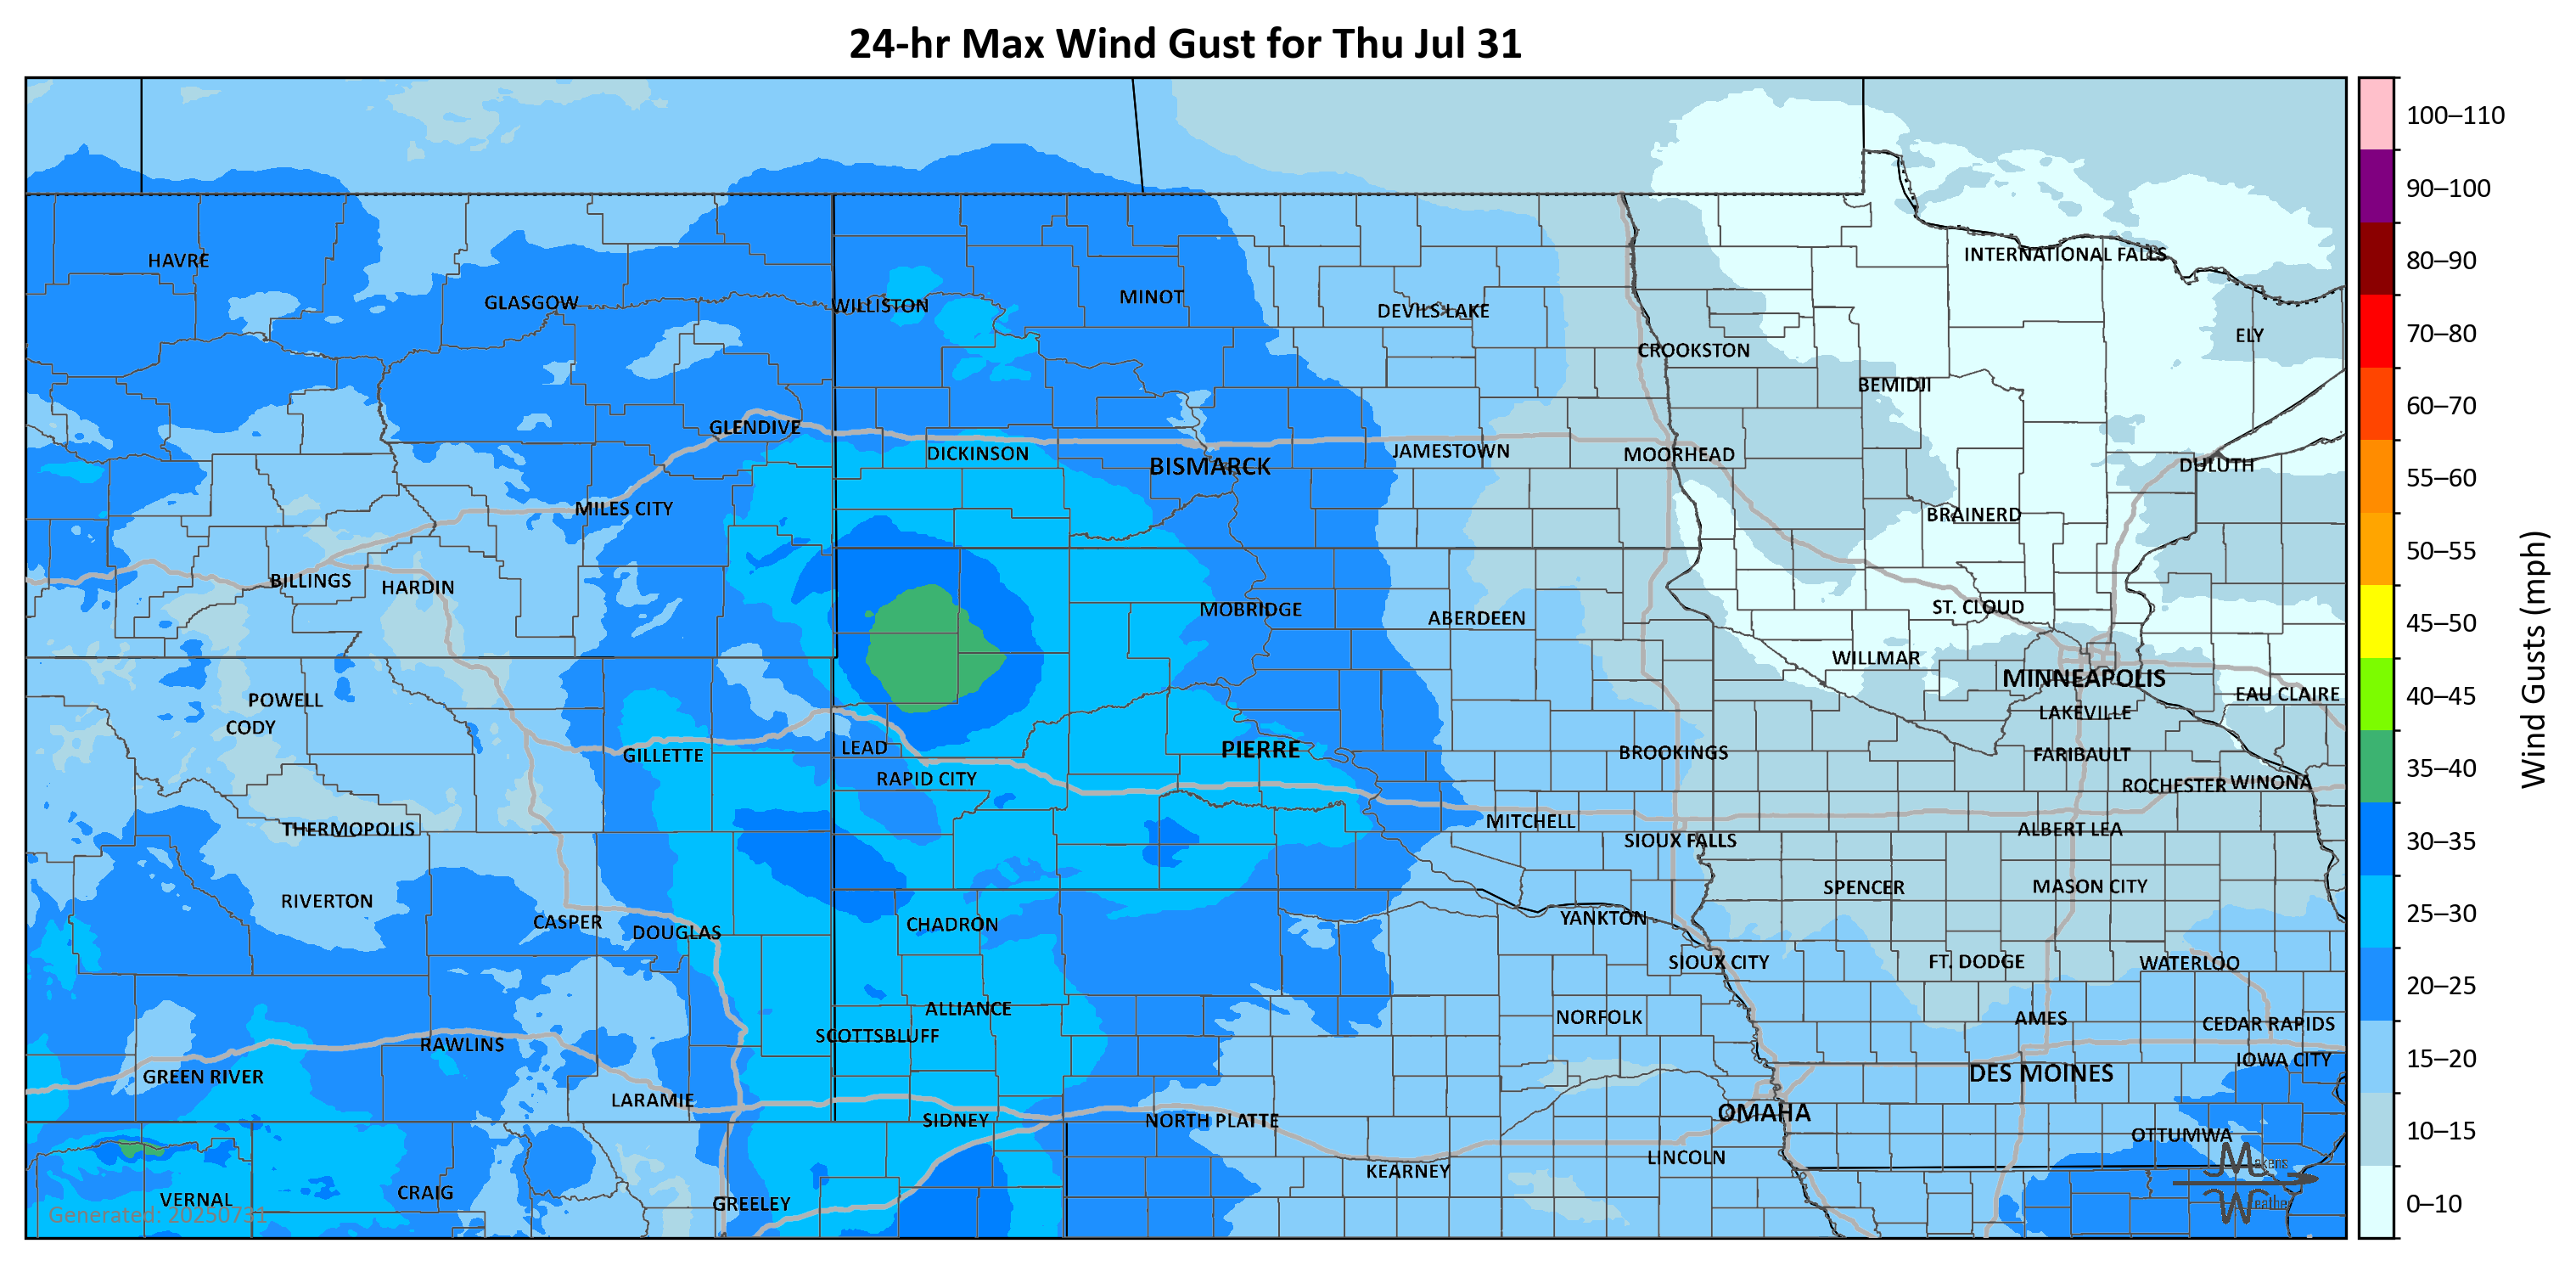 24-hr Max Wind Gust for Thu Jul 31
HAVRE
INTERNATIONAL FALLS
GLASGOW
WILLISTON
MINOT
DEVILS LAKE
ELY
CROOKSTON
BEMIDJI
GLENDIVE
DICKINSON
BISMARCK
JAMESTOWN
MOORHEAD
DULUTH
MILES CITY
BRAINERD
BILLINGS
HARDIN
MOBRIDGE
ABERDEEN
ST. CLOUD
WILLMAR
MINNEAPOLIS
EAU CLAIRE
POWELL
CODY
LAKEVILLE
GILLETTE
LEAD
PIERRE
BROOKINGS
FARIBAULT
RAPID CITY
ROCHESTER
WINONA
THERMOPOLIS
MITCHELL
ALBERT LEA
SIOUX FALLS
SPENCER
MASON CITY
RIVERTON
CASPER
DOUGLAS
CHADRON
YANKTON
SIOUX CITY
FT. DODGE
WATERLOO
ALLIANCE
NORFOLK
AMES
CEDAR RAPIDS
SCOTTSBLUFF
RAWLINS
IOWA CITY
GREEN RIVER
DES MOINES
LARAMIE
OMAHA
SIDNEY
NORTH PLATTE
OTTUMWA
KEARNEY
LINCOLN
VERNAL
CRAIG
GREELEY
Generated: 20250731
Makens
Weather
100–110
90–100
80–90
70–80
60–70
55–60
50–55
45–50
40–45
35–40
30–35
25–30
20–25
15–20
10–15
0–10
Wind Gusts (mph)